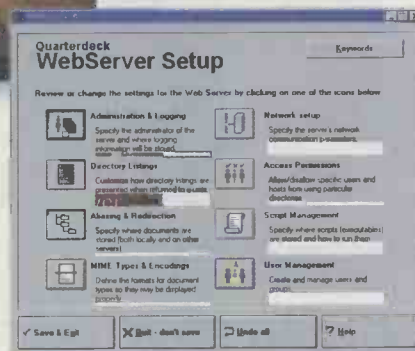 Quarterdeck
WebServer Setup
Keywords
Review or change the settings for the Web Server by clicking on one of the icons below
Administration & Logging
Specify the administrator of the
server and where logging
information will be stored.
Directory Listings
Customize how directory listings are
presented when returned to users
Aliasing & Redirection
Specify where documents are
stored (both locally and on other
servers)
MIME Types & Encodings
Define the formats for document
types so they may be displayed
properly
Network setup
Specify the server's network
communication parameters.
Access Permissions
Allow/disallow specific users and
hosts from using particular
directories
Script Management
Specify where scripts (executables)
are stored and how to run them
User Management
Create and manage users and
groups.
Save & Exit
Quit - don't save
Undo all
Help